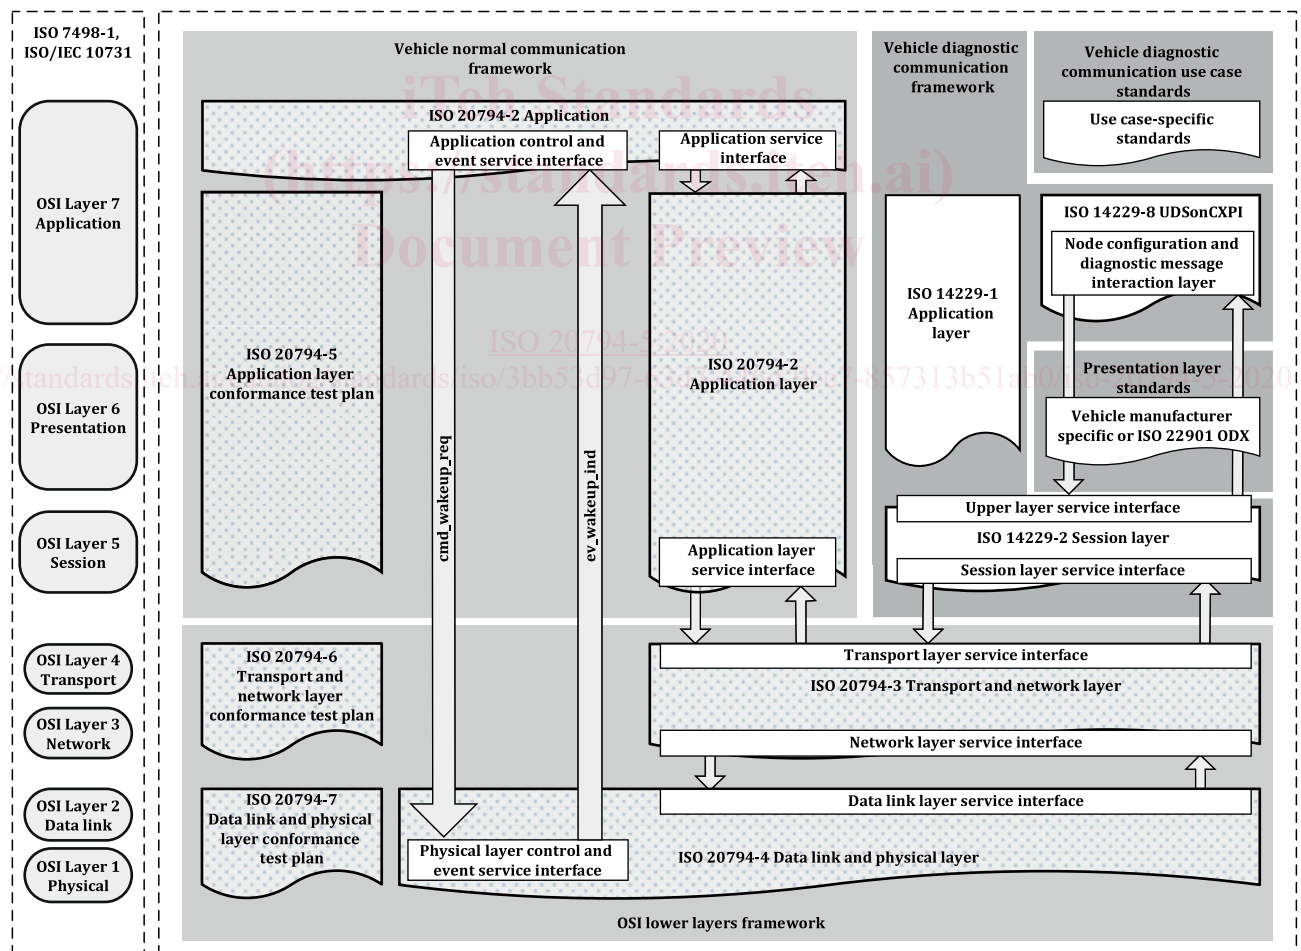 ISO 7498-1,
ISO/IEC 10731
OSI Layer 7
Application
OSI Layer 6
Presentation
OSI Layer 5
Session
OSI Layer 4
Transport
OSI Layer 3
Network
OSI Layer 2
Data link
OSI Layer 1
Physical
Vehicle normal communication
framework
ISO 20794-2 Application
Application control and
event service interface
Application service
interface
ISO 20794-5
Application layer
conformance test plan
cmd_wakeup_req
ev_wakeup_ind
ISO 20794-2
Application layer
Application layer
service interface
Vehicle diagnostic
communication
framework
ISO 14229-1
Application
layer
Vehicle diagnostic
communication use case
standards
Use case-specific
standards
ISO 14229-8 UDSonCXPI
Node configuration and
diagnostic message
interaction layer
Presentation layer
standards
Vehicle manufacturer
specific or ISO 22901 ODX
Upper layer service interface
ISO 14229-2 Session layer
Session layer service interface
ISO 20794-6
Transport and
network layer
conformance test plan
Transport layer service interface
ISO 20794-3 Transport and network layer
Network layer service interface
ISO 20794-7
Data link and physical
layer conformance
test plan
Data link layer service interface
Physical layer control and
event service interface
ISO 20794-4 Data link and physical layer
OSI lower layers framework
iTeh Standards
(https://standards.iteh.ai)
Document Preview
ISO 20794-5:2020